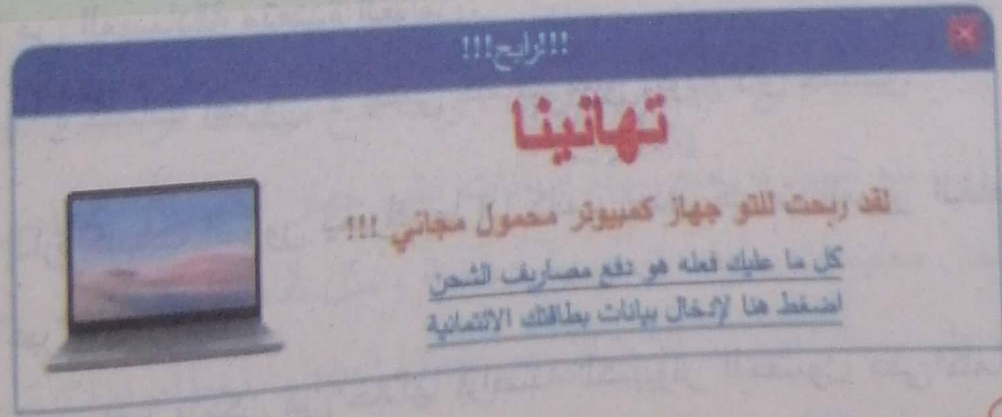 !!!الرابح!!!
تهانينا
لقد ربحت للتو جهاز كمبيوتر محمول مجاني !!!
كل ما عليك فعله هو دفع مصاريف الشحن
اضغط هنا لإدخال بيانات بطاقتك الائتمانية